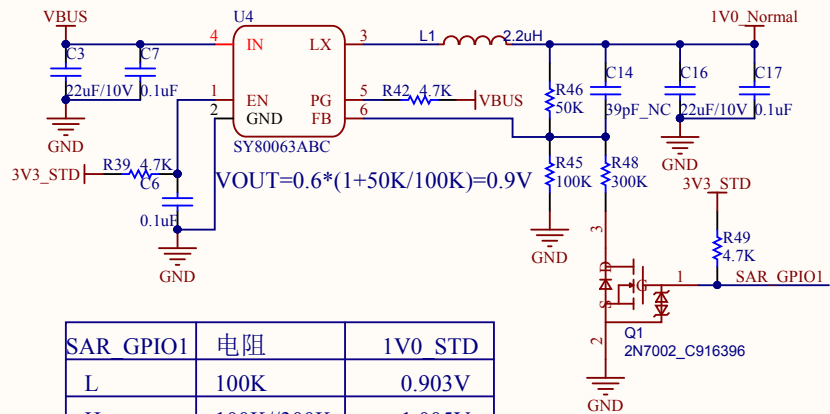 VBUS
U4
1V0_Normal
4 IN LX 3 L1 2.2uH
C3 C7
22uF/10V 0.1uF
1 EN PG 5 R42 4.7K VBUS
2 GND FB 6
SY80063ABC
R46
50K
C14
39pF_NC
C16
22uF/10V
C17
0.1uF
GND
GND
R39 4.7K
3V3_STD
C6
0.1uF
GND
VOUT=0.6*(1+50K/100K)=0.9V
R45
100K
R48
300K
GND
3V3_STD
R49
4.7K
3 D G S 1 SAR_GPIO1
2
Q1
2N7002_C916396
GND
SAR_GPIO1 电阻 1V0_STD
L 100K 0.903V